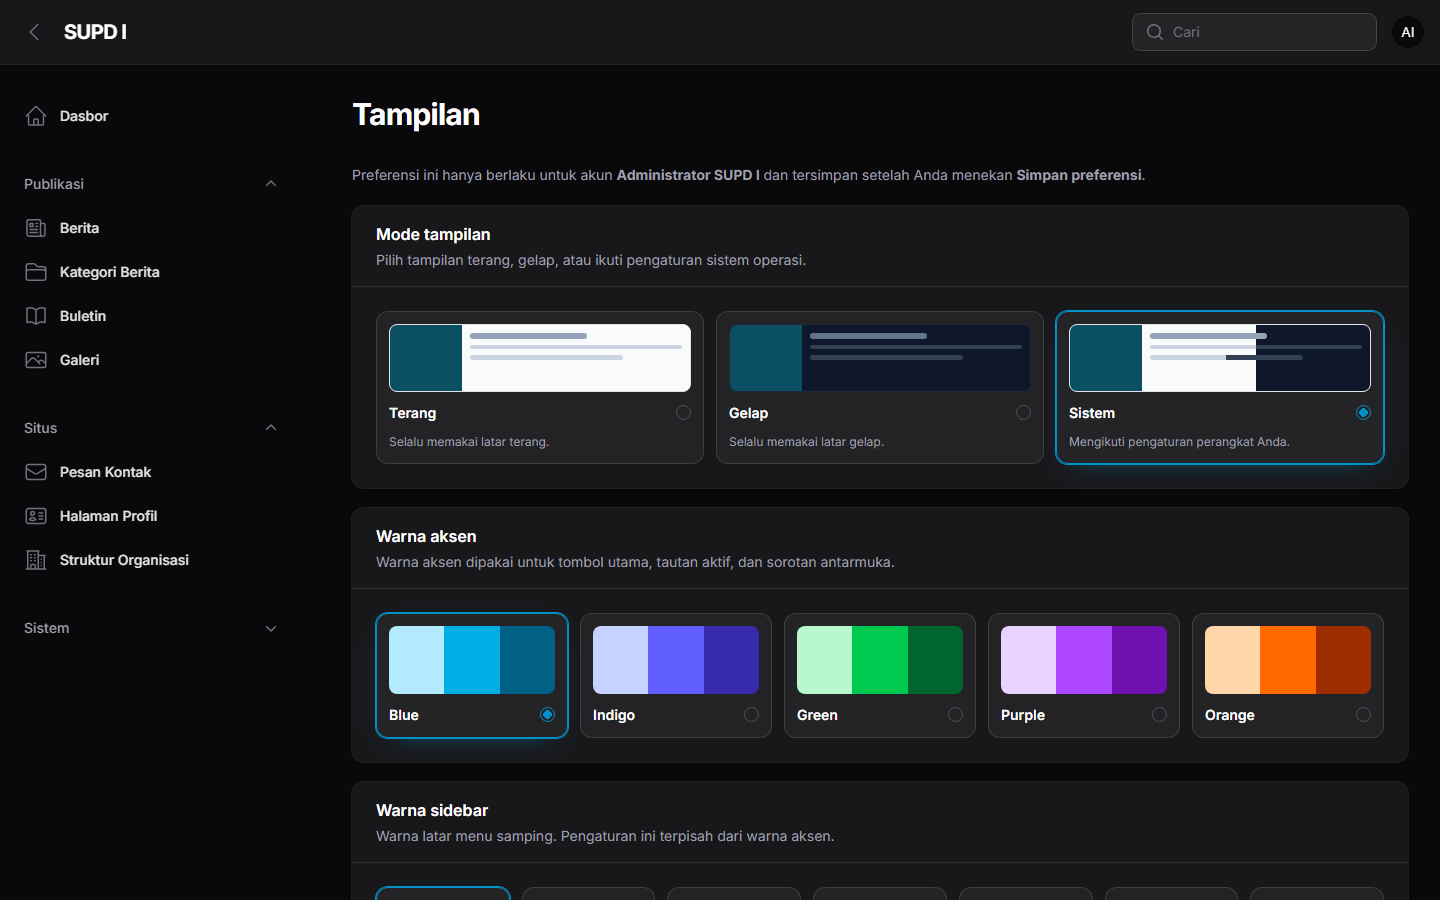 SUPD I
Cari
AI
Dasbor
Publikasi
Berita
Kategori Berita
Buletin
Galeri
Situs
Pesan Kontak
Halaman Profil
Struktur Organisasi
Sistem
Tampilan
Preferensi ini hanya berlaku untuk akun Administrator SUPD I dan tersimpan setelah Anda menekan Simpan preferensi.
Mode tampilan
Pilih tampilan terang, gelap, atau ikuti pengaturan sistem operasi.
Terang
Selalu memakai latar terang.
Gelap
Selalu memakai latar gelap.
Sistem
Mengikuti pengaturan perangkat Anda.
Warna aksen
Warna aksen dipakai untuk tombol utama, tautan aktif, dan sorotan antarmuka.
Blue
Indigo
Green
Purple
Orange
Warna sidebar
Warna latar menu samping. Pengaturan ini terpisah dari warna aksen.